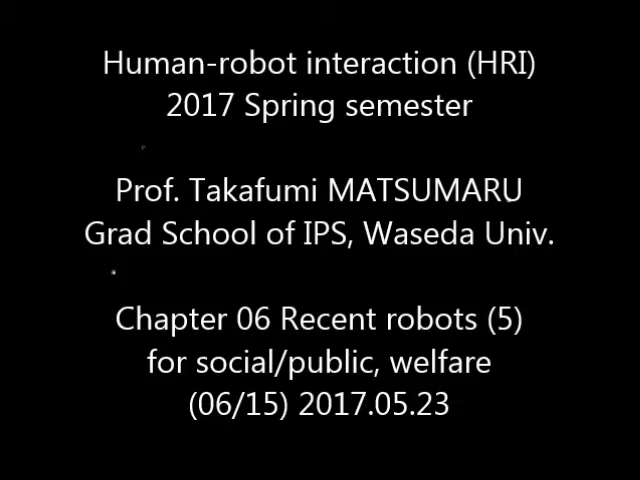 Human-robot interaction (HRI)
2017 Spring semester
Prof. Takafumi MATSUMARU
Grad School of IPS, Waseda Univ.
Chapter 06 Recent robots (5)
for social/public, welfare
(06/15) 2017.05.23